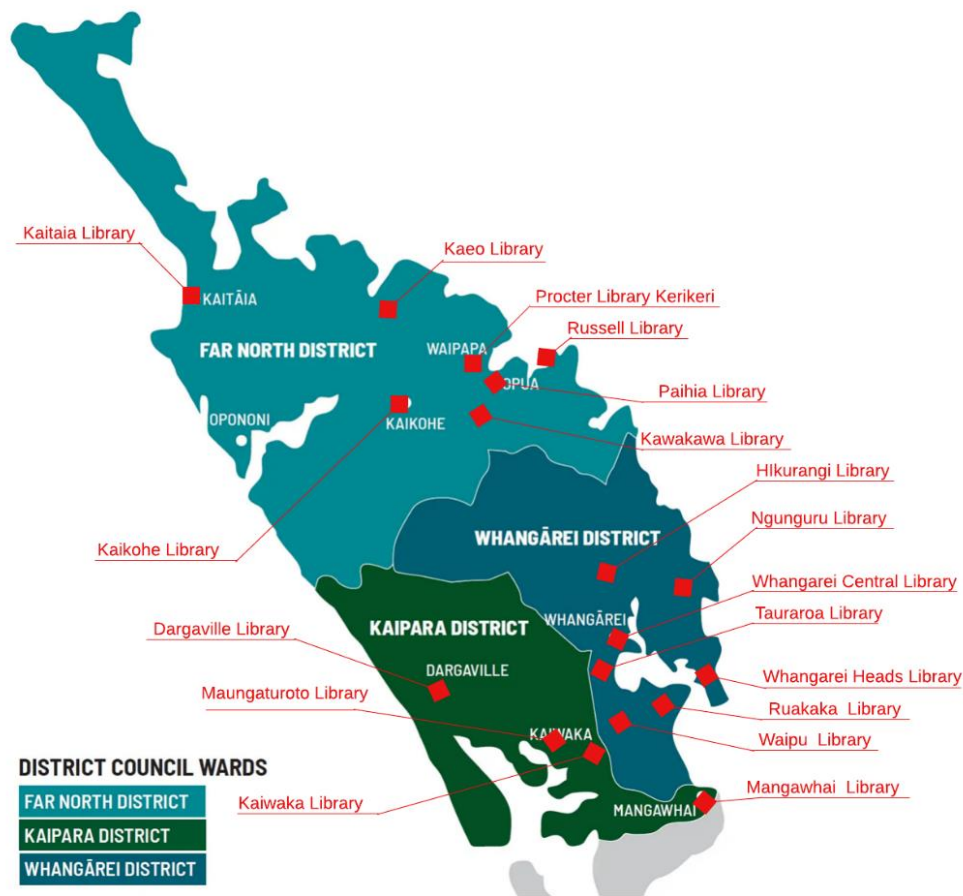 Kaitaia Library
Kaeo Library
Procter Library Kerikeri
KAITĀIA
Russell Library
FAR NORTH DISTRICT
WAIPAPA
OPUA
Paihia Library
OPONONI
KAIKOHE
Kawakawa Library
HIkurangi Library
Ngunguru Library
WHANGĀREI DISTRICT
Kaikohe Library
Whangarei Central Library
WHANGĀREI
Tauraroa Library
Dargaville Library
KAIPARA DISTRICT
DARGAVILLE
Whangarei Heads Library
Maungaturoto Library
Ruakaka Library
KAIWAKA
Waipu Library
DISTRICT COUNCIL WARDS
FAR NORTH DISTRICT
KAIPARA DISTRICT
WHANGĀREI DISTRICT
Kaiwaka Library
Mangawhai Library
MANGAWHAI